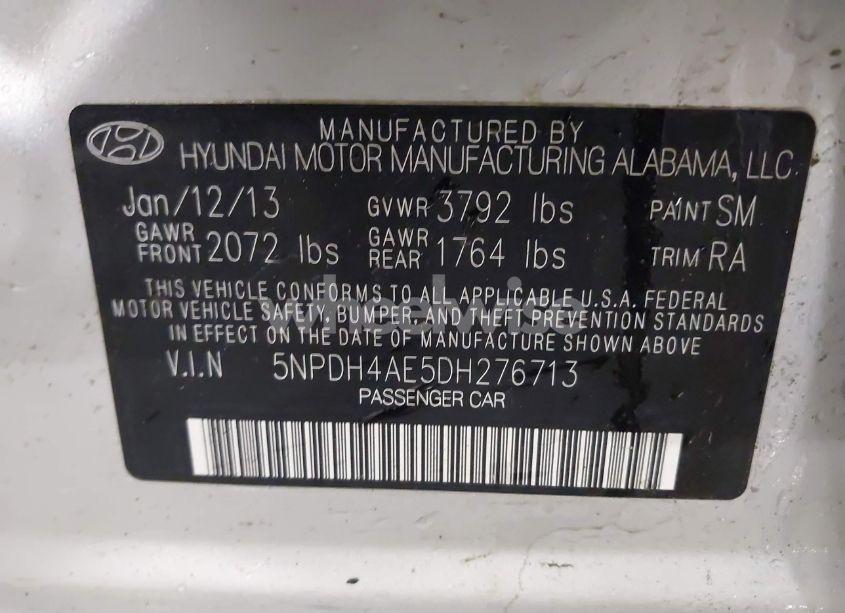 MANUFACTURED BY
HYUNDAI MOTOR MANUFACTURING ALABAMA, LLC
Jan/12/13 GVWR 3792 lbs PAINT SM
GAWR FRONT 2072 lbs GAWR REAR 1764 lbs TRIM RA
THIS VEHICLE CONFORMS TO ALL APPLICABLE U.S.A. FEDERAL
MOTOR VEHICLE SAFETY, BUMPER, AND THEFT PREVENTION STANDARDS
IN EFFECT ON THE DATE OF MANUFACTURE SHOWN ABOVE
V.I.N 5NPDH4AE5DH276713
PASSENGER CAR
wheelwise